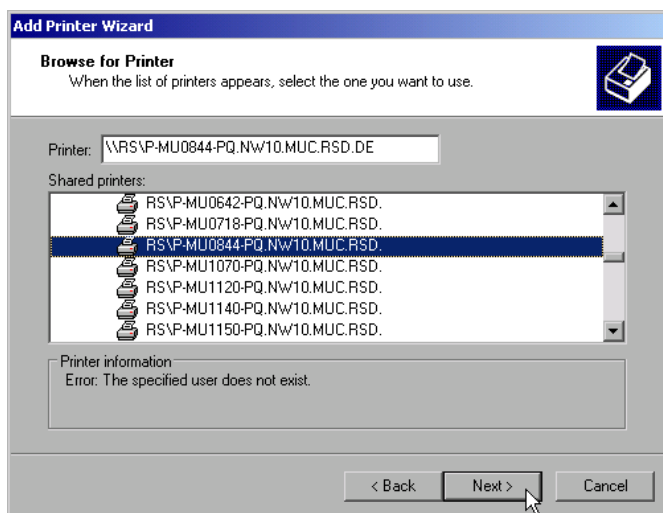 Add Printer Wizard
Browse for Printer
When the list of printers appears, select the one you want to use.
Printer: \\RS\P-MU0844-PQ.NW10.MUC.RSD.DE
Shared printers:
RS\P-MU0642-PQ.NW10.MUC.RSD.
RS\P-MU0718-PQ.NW10.MUC.RSD.
RS\P-MU0844-PQ.NW10.MUC.RSD.
RS\P-MU1070-PQ.NW10.MUC.RSD.
RS\P-MU1120-PQ.NW10.MUC.RSD.
RS\P-MU1140-PQ.NW10.MUC.RSD.
RS\P-MU1150-PQ.NW10.MUC.RSD.
Printer information
Error: The specified user does not exist.
< Back Next > Cancel